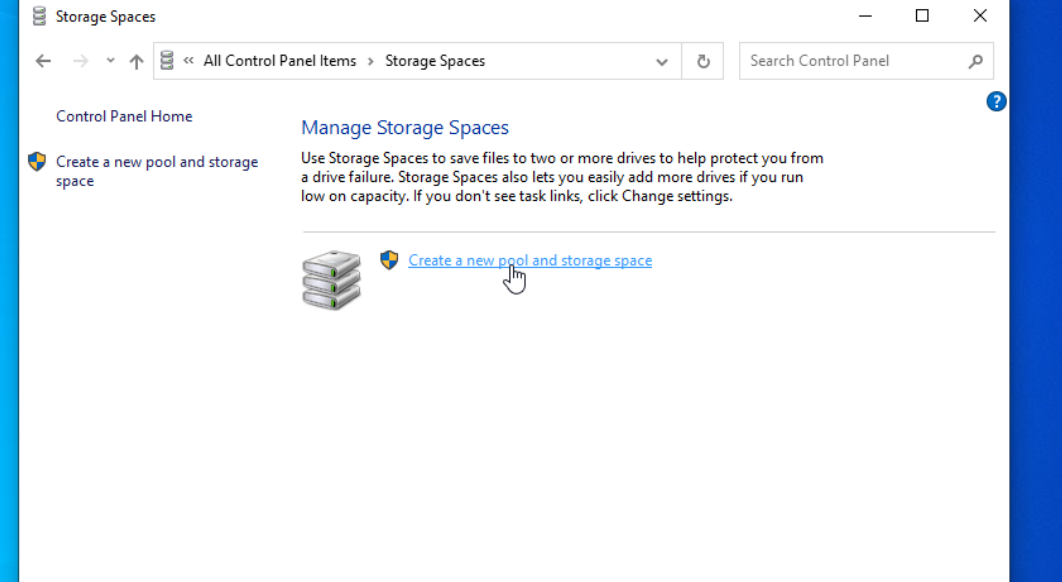 Storage Spaces
« All Control Panel Items > Storage Spaces
Search Control Panel
?
Control Panel Home
Create a new pool and storage
space
Manage Storage Spaces
Use Storage Spaces to save files to two or more drives to help protect you from
a drive failure. Storage Spaces also lets you easily add more drives if you run
low on capacity. If you don't see task links, click Change settings.
Create a new pool and storage space